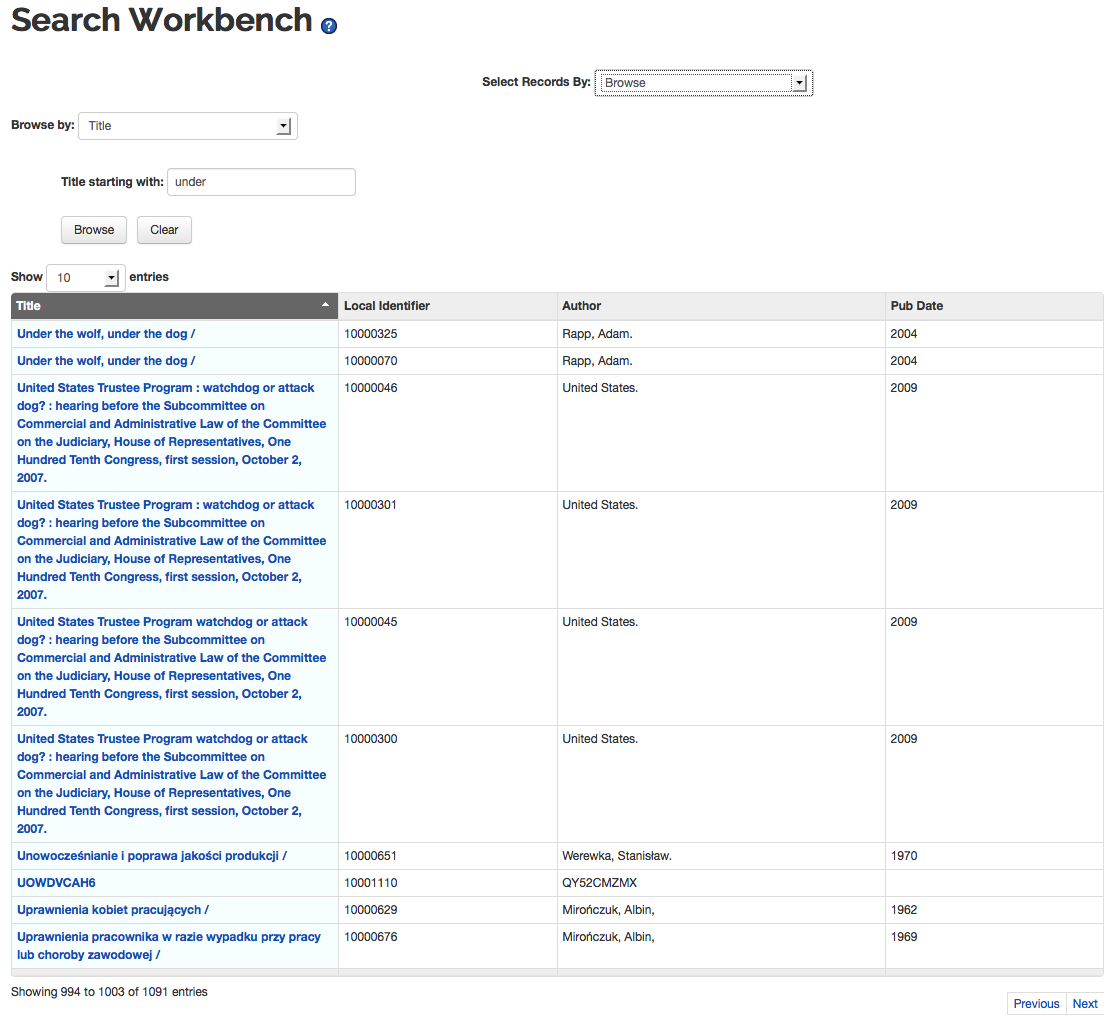 Search Workbench ?
Select Records By: Browse
Browse by: Title
Title starting with: under
Browse Clear
Show 10 entries
Title Local Identifier Author Pub Date
Under the wolf, under the dog / 10000325 Rapp, Adam. 2004
Under the wolf, under the dog / 10000070 Rapp, Adam. 2004
United States Trustee Program : watchdog or attack 10000046 United States. 2009
dog? : hearing before the Subcommittee on
Commercial and Administrative Law of the Committee
on the Judiciary, House of Representatives, One
Hundred Tenth Congress, first session, October 2,
2007.
United States Trustee Program : watchdog or attack 10000301 United States. 2009
dog? : hearing before the Subcommittee on
Commercial and Administrative Law of the Committee
on the Judiciary, House of Representatives, One
Hundred Tenth Congress, first session, October 2,
2007.
United States Trustee Program watchdog or attack 10000045 United States. 2009
dog? : hearing before the Subcommittee on
Commercial and Administrative Law of the Committee
on the Judiciary, House of Representatives, One
Hundred Tenth Congress, first session, October 2,
2007.
United States Trustee Program watchdog or attack 10000300 United States. 2009
dog? : hearing before the Subcommittee on
Commercial and Administrative Law of the Committee
on the Judiciary, House of Representatives, One
Hundred Tenth Congress, first session, October 2,
2007.
Unowocześnianie i poprawa jakości produkcji / 10000651 Werewka, Stanisław. 1970
UOWDVCAH6 10001110 QY52CMZMX
Uprawnienia kobiet pracujących / 10000629 Mirończuk, Albin, 1962
Uprawnienia pracownika w razie wypadku przy pracy 10000676 Mirończuk, Albin, 1969
lub choroby zawodowej /
Showing 994 to 1003 of 1091 entries
Previous Next